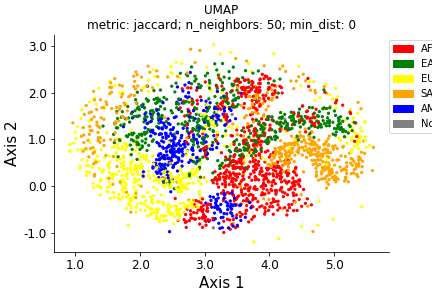 UMAP
metric: jaccard; n_neighbors: 50; min_dist: 0
3.0
2.0
1.0
0.0
-1.0
Axis 2
1.0 2.0 3.0 4.0 5.0
Axis 1
AF
EA
EU
SA
AM
No